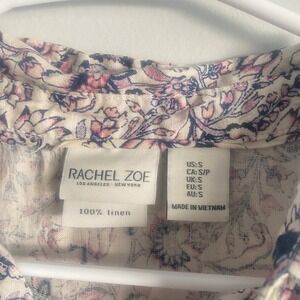 RACHEL ZOE
LOS ANGELES - NEW YORK
100% linen
US: S
CA: S/P
UK: S
EU: S
AU: S
MADE IN VIETNAM